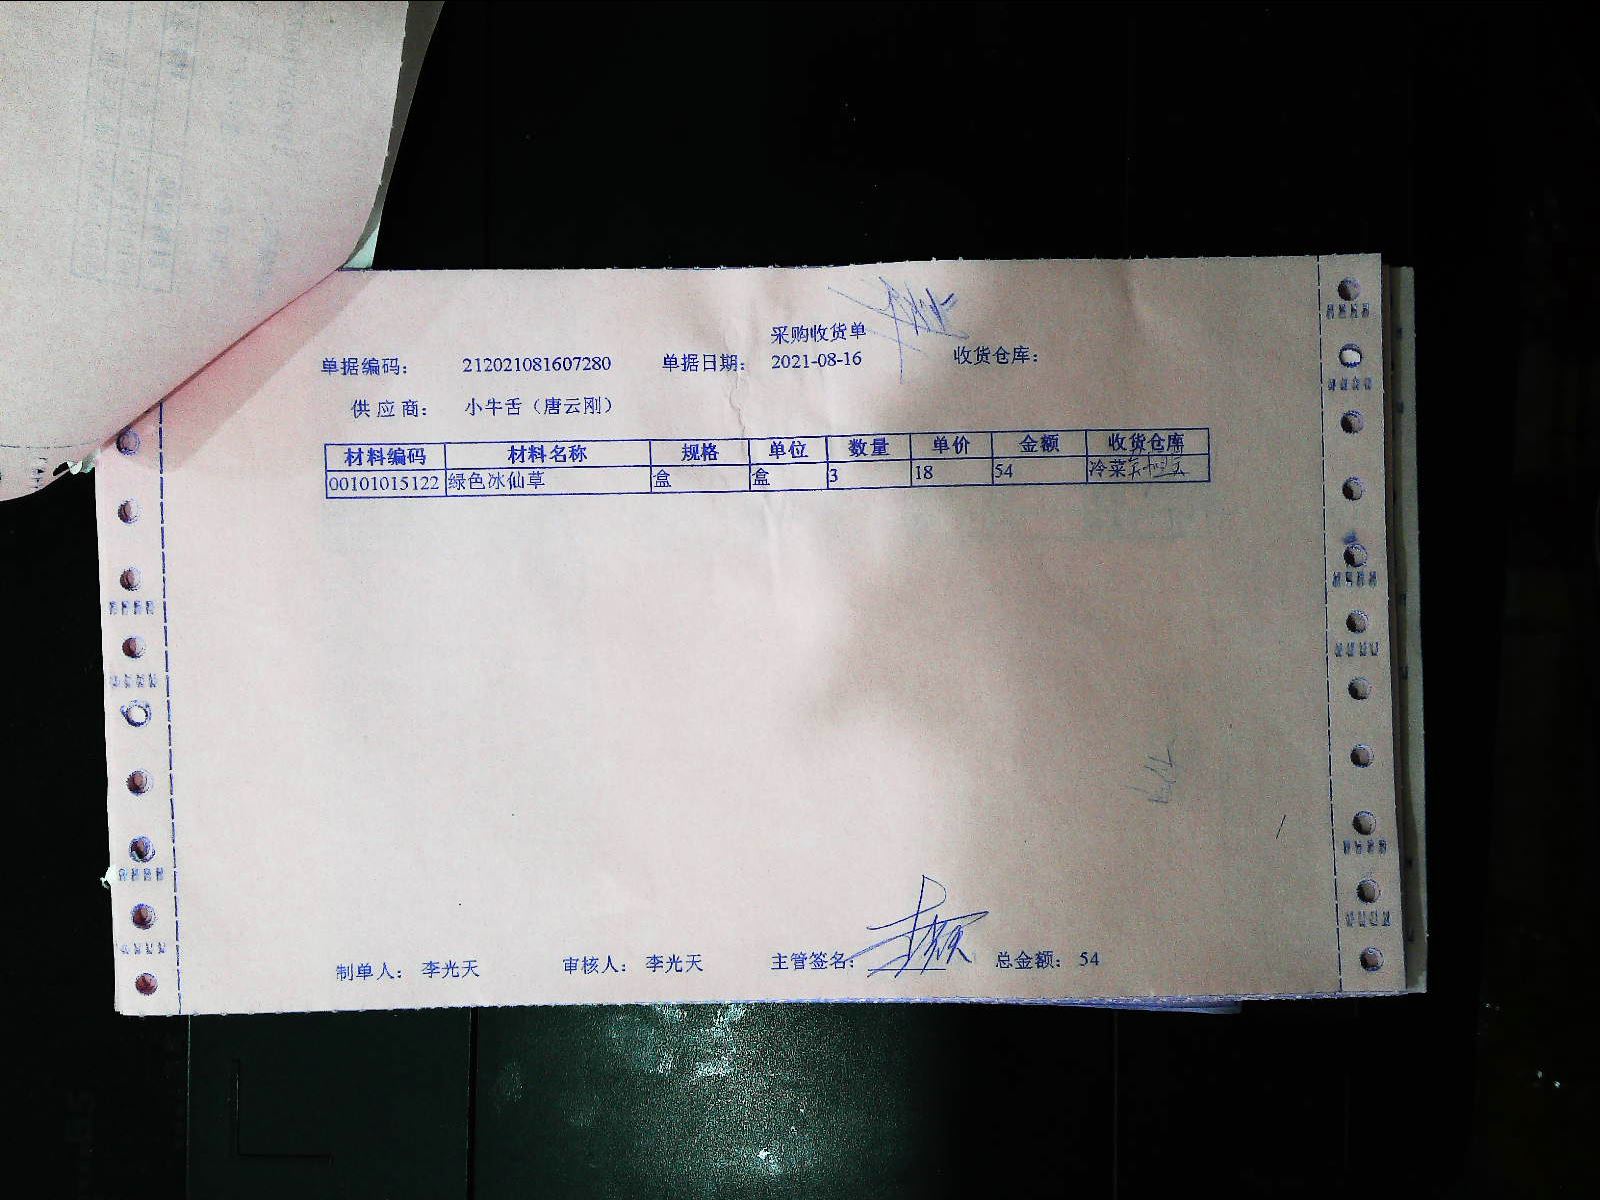 采购收货单
单据编码： 212021081607280 单据日期： 2021-08-16 收货仓库：
供应商： 小牛舌（唐云刚）
材料编码 材料名称 规格 单位 数量 单价 金额 收货仓库
00101015122 绿色冰仙草 盒 盒 3 18 54 冷菜
制单人： 李光天 审核人： 李光天 主管签名： 总金额： 54